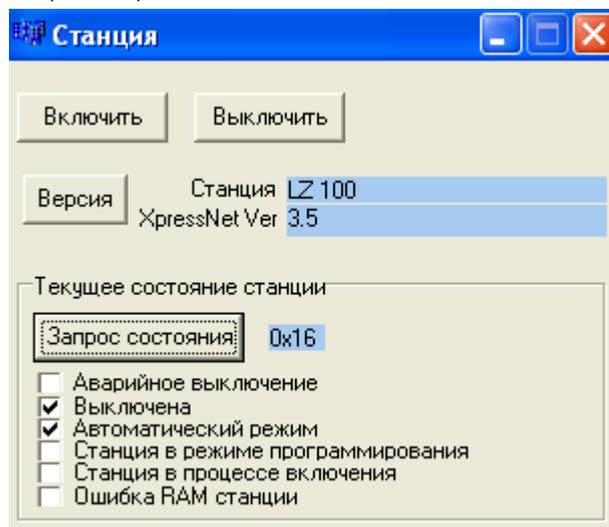 Станция
Включить Выключить
Версия Станция LZ 100
XpressNet Ver 3.5
Текущее состояние станции
Запрос состояния 0x16
Аварийное выключение
Выключена
Автоматический режим
Станция в режиме программирования
Станция в процессе включения
Ошибка RAM станции